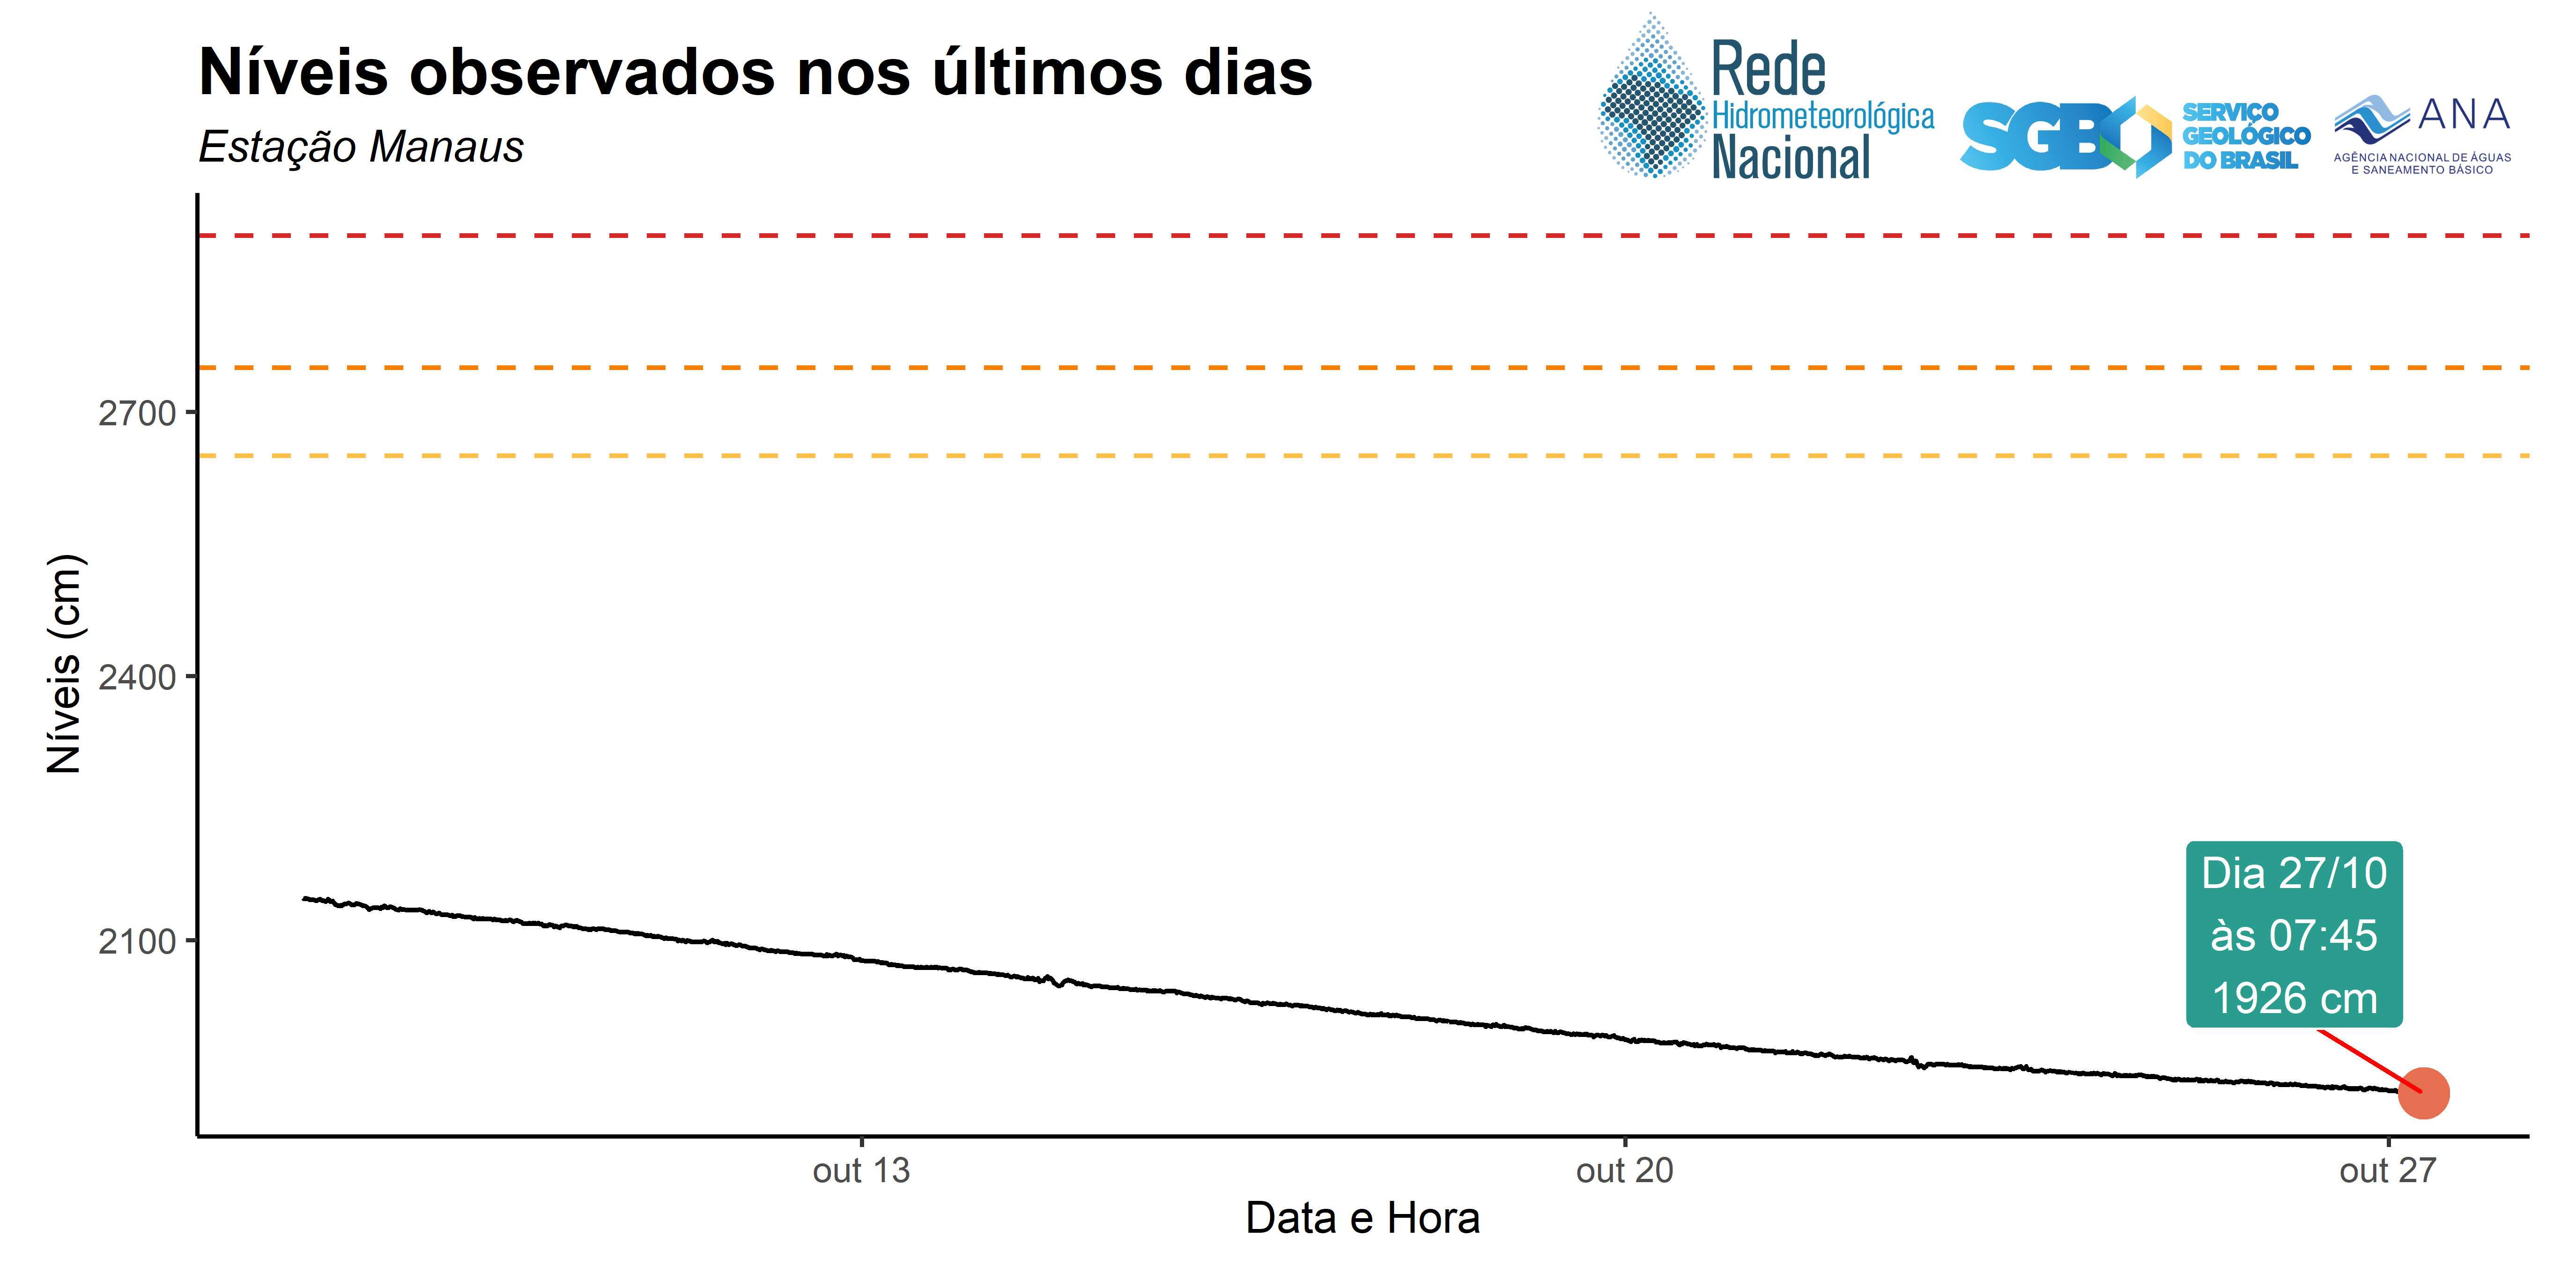 Níveis observados nos últimos dias
Estação Manaus
Rede
Hidrometeorológica
Nacional
SGB
SERVIÇO
GEOLÓGICO
DO BRASIL
ANA
AGÊNCIA NACIONAL DE ÁGUAS
E SANEAMENTO BÁSICO
Níveis (cm)
2700
2400
2100
Dia 27/10
às 07:45
1926 cm
out 13
out 20
out 27
Data e Hora